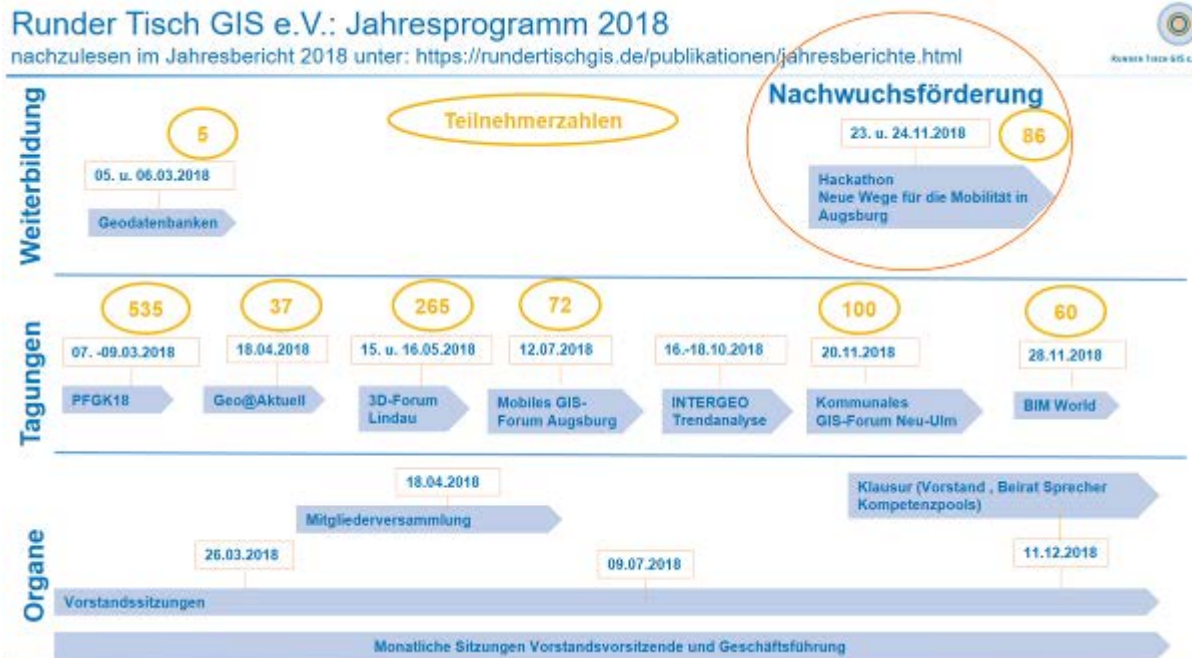 Runder Tisch GIS e.V.: Jahresprogramm 2018
nachzulesen im Jahresbericht 2018 unter: https://rundertischgis.de/publikationen/jahresberichte.html
RUNDER TISCH GIS e.V.
Weiterbildung
5
05. u. 06.03.2018
Geodatenbanken
Teilnehmerzahlen
Nachwuchsförderung
23. u. 24.11.2018
86
Hackathon
Neue Wege für die Mobilität in
Augsburg
Tagungen
535
07. -09.03.2018
PFGK18
37
18.04.2018
Geo@Aktuell
265
15. u. 16.05.2018
3D-Forum
Lindau
72
12.07.2018
Mobiles GIS-
Forum Augsburg
16.-18.10.2018
INTERGEO
Trendanalyse
100
20.11.2018
Kommunales
GIS-Forum Neu-Ulm
60
28.11.2018
BIM World
Organe
18.04.2018
Mitgliederversammlung
Klausur (Vorstand , Beirat Sprecher
Kompetenzpools)
26.03.2018
09.07.2018
11.12.2018
Vorstandssitzungen
Monatliche Sitzungen Vorstandsvorsitzende und Geschäftsführung